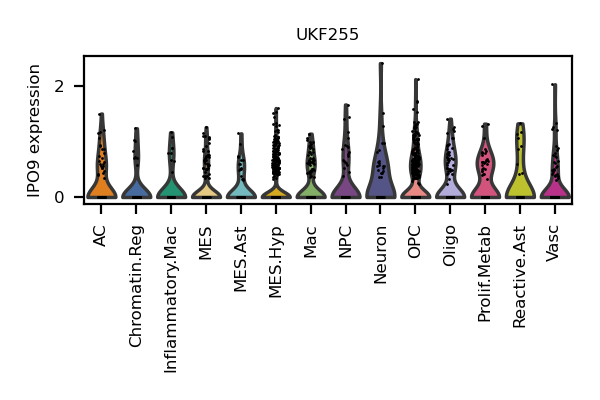 UKF255
IPO9 expression
2
0
AC
Chromatin.Reg
Inflammatory.Mac
MES
MES.Ast
MES.Hyp
Mac
NPC
Neuron
OPC
Oligo
Prolif.Metab
Reactive.Ast
Vasc